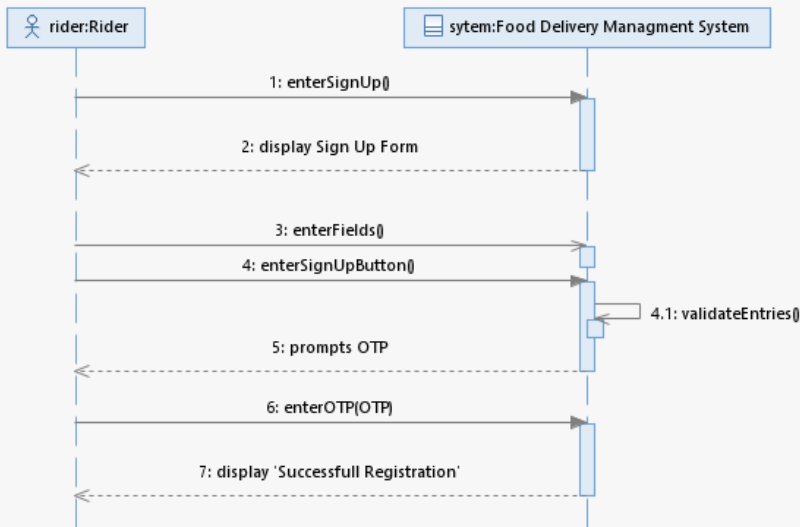 rider:Rider
sytem:Food Delivery Managment System
1: enterSignUp()
2: display Sign Up Form
3: enterFields()
4: enterSignUpButton()
4.1: validateEntries()
5: prompts OTP
6: enterOTP(OTP)
7: display 'Successfull Registration'